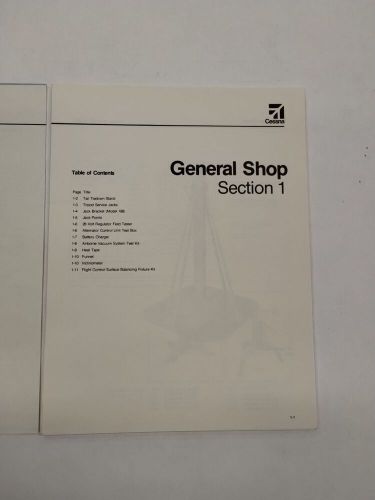 Cessna
General Shop
Section 1
Table of Contents
Page Title
1-2 Tail Tiedown Stand
1-3 Tripod Service Jacks
1-4 Jack Bracket (Model 188)
1-5 Jack Points
1-6 28 Volt Regulator Field Tester
1-6 Alternator Control Unit Test Box
1-7 Battery Charger
1-8 Airborne Vacuum System Test Kit
1-9 Heat Tape
1-10 Funnel
1-10 Inclinometer
1-11 Flight Control Surface Balancing Fixture Kit
1-1